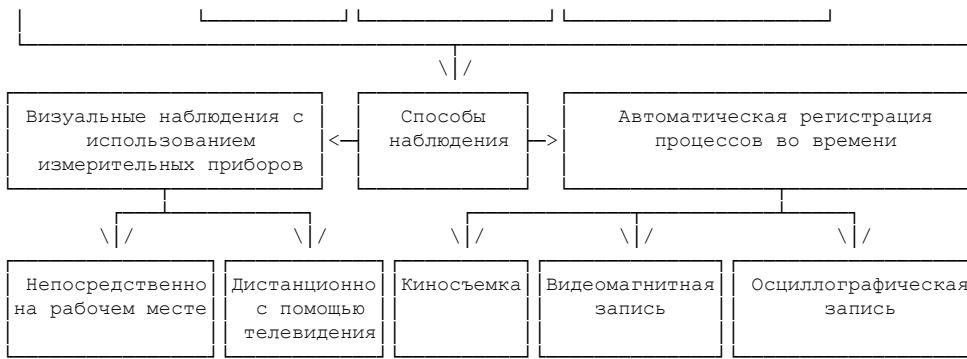 Визуальные наблюдения с
использованием
измерительных приборов
Способы
наблюдения
Автоматическая регистрация
процессов во времени
Непосредственно
на рабочем месте
Дистанционно
с помощью
телевидения
Киносъемка
Видеомагнитная
запись
Осциллографическая
запись